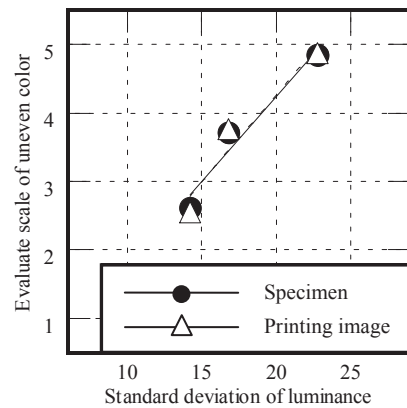 Evaluate scale of uneven color
5
4
3
2
1
Specimen
Printing image
10
15
20
25
Standard deviation of luminance